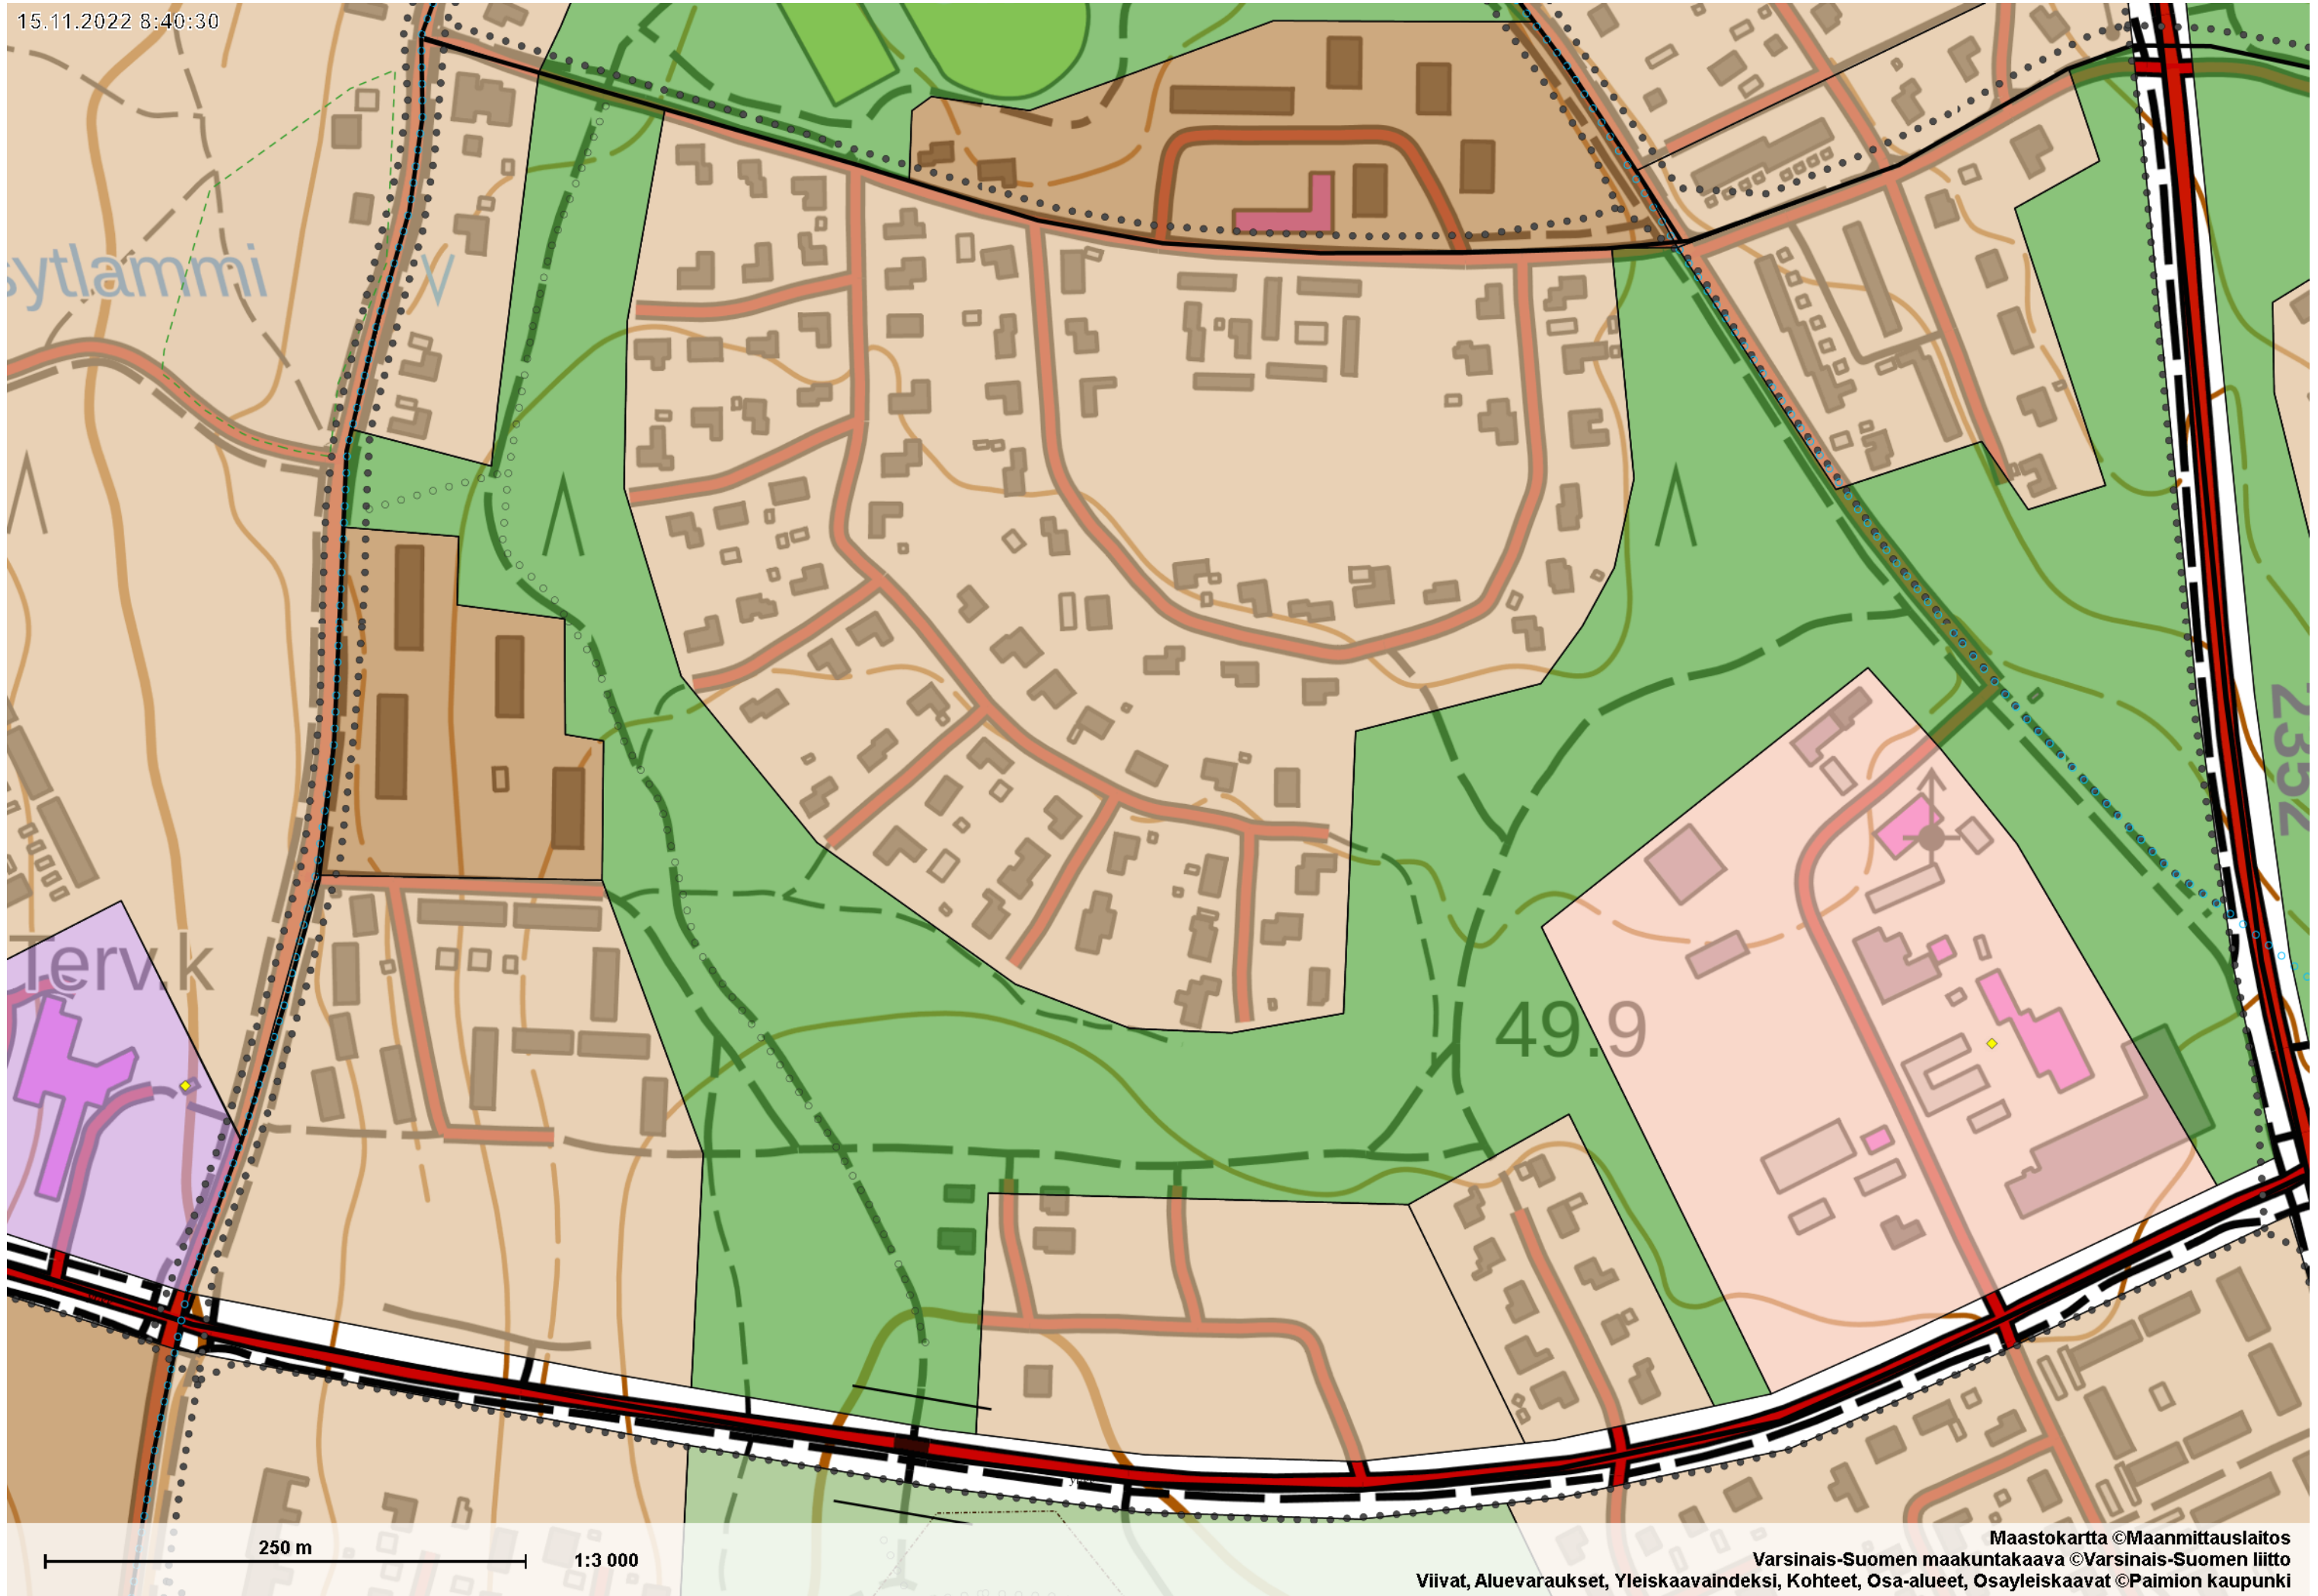 15.11.2022 8:40:30
sytlammi
2352
Terv.k
49.9
250 m
1:3 000
Maastokartta ©Maanmittauslaitos
Varsinais-Suomen maakuntakaava ©Varsinais-Suomen liitto
Viivat, Aluevaraukset, Yleiskaavaindeksi, Kohteet, Osa-alueet, Osayleiskaavat ©Paimion kaupunki